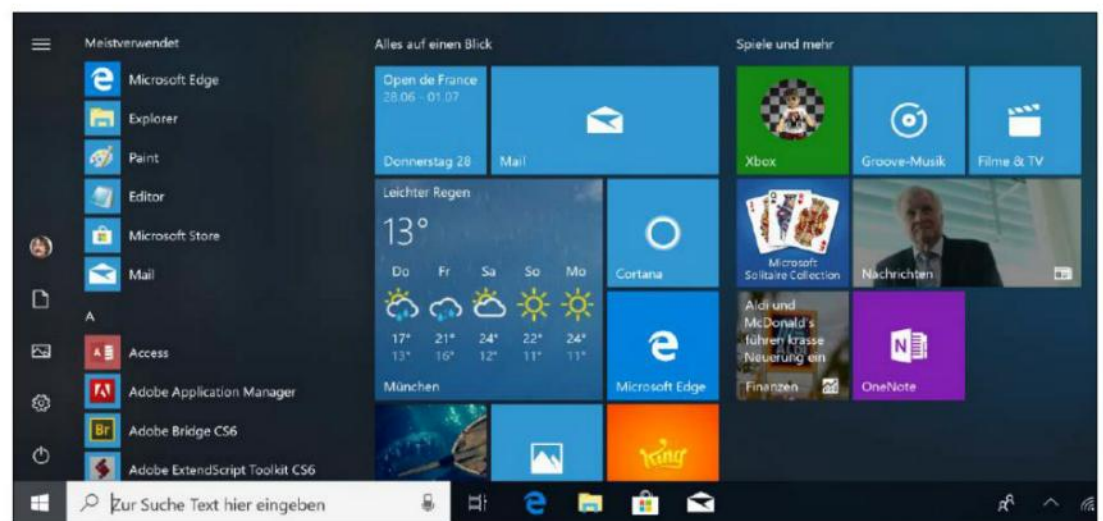 Meistverwendet
Microsoft Edge
Explorer
Paint
Editor
Microsoft Store
Mail
A
Access
Adobe Application Manager
Adobe Bridge CS6
Adobe ExtendScript Toolkit CS6
Alles auf einen Blick
Open de France
28.06 - 01.07
Donnerstag 28
Mail
Leichter Regen
13°
Do Fr Sa So Mo
17° 21° 24° 22° 24°
13° 16° 12° 11° 11°
München
Cortana
Microsoft Edge
king
Spiele und mehr
Xbox
Groove-Musik
Filme & TV
Microsoft
Solitaire Collection
Nachrichten
Aldi und
McDonald's
führen krasse
Neuerung ein
Finanzen
OneNote
Zur Suche Text hier eingeben